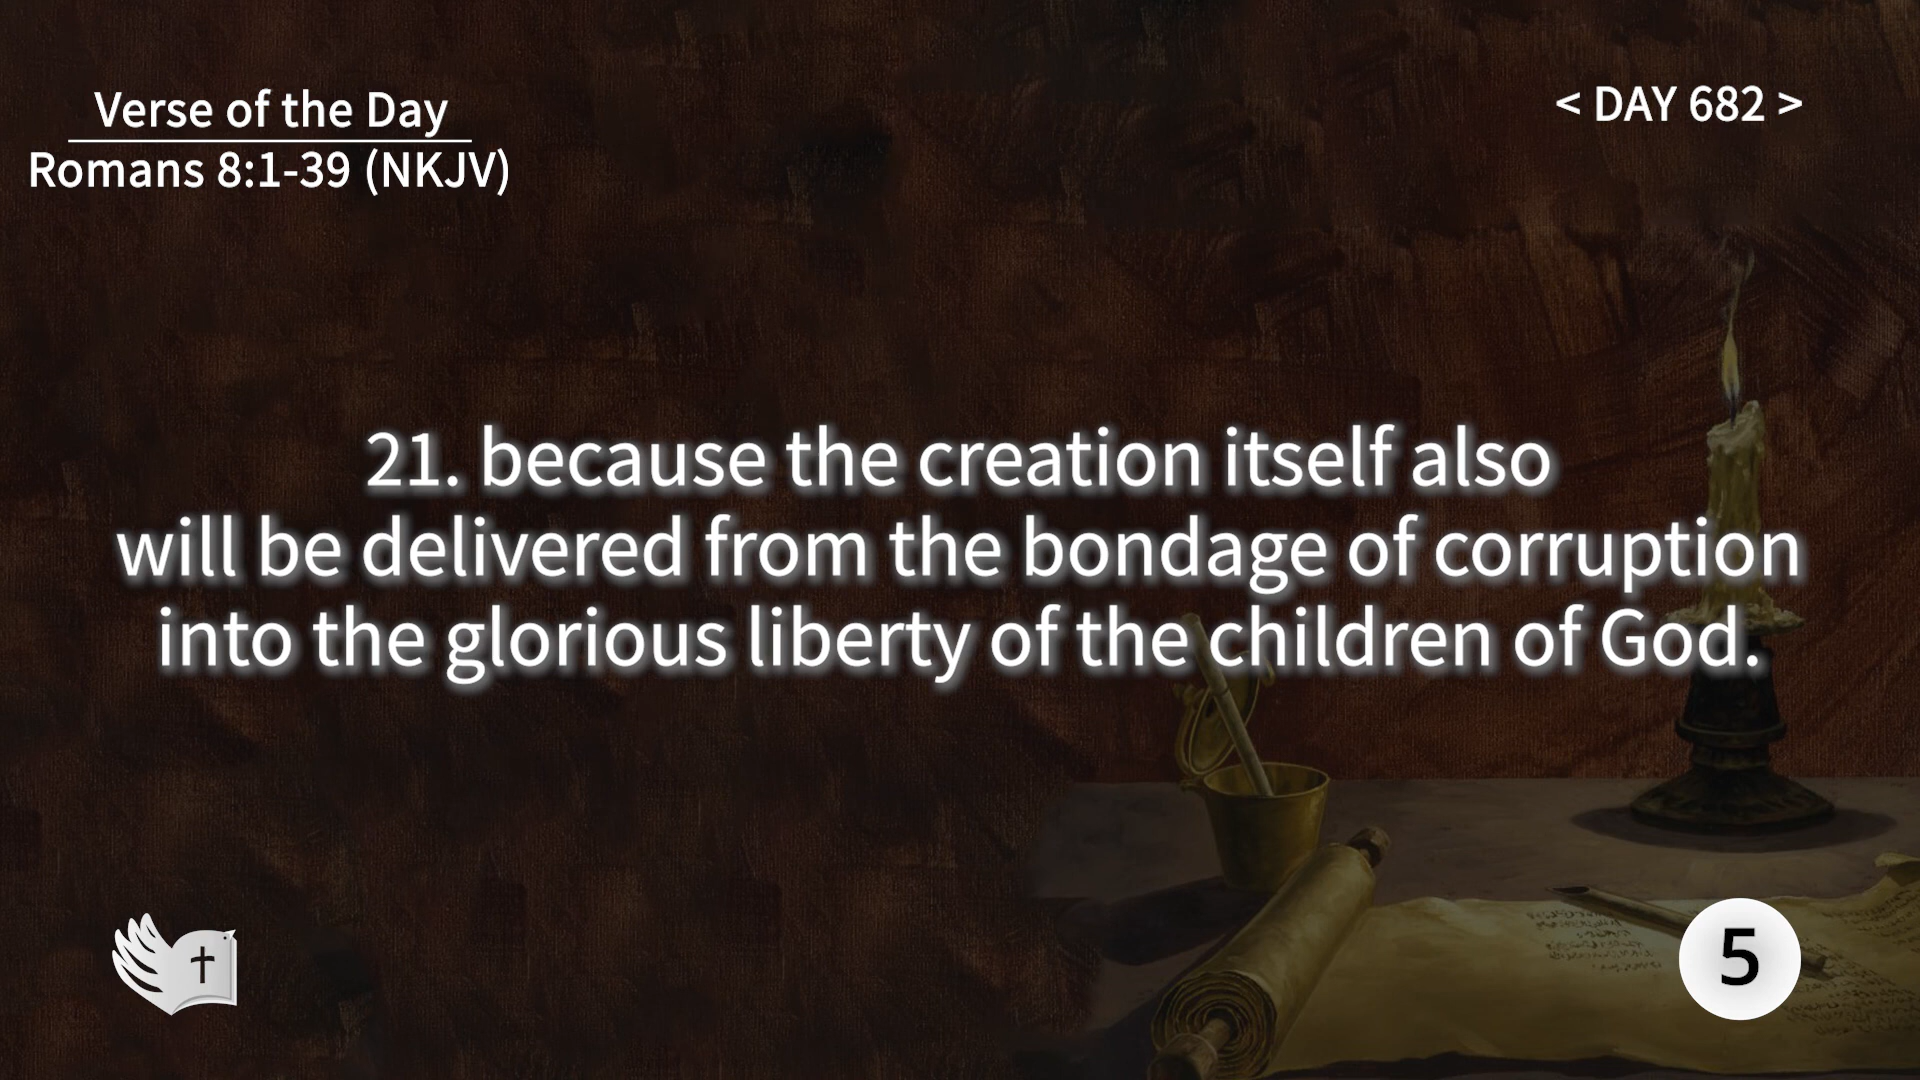 Verse of the Day
Romans 8:1-39 (NKJV)
< DAY 682 >
21. because the creation itself also
will be delivered from the bondage of corruption
into the glorious liberty of the children of God.
5